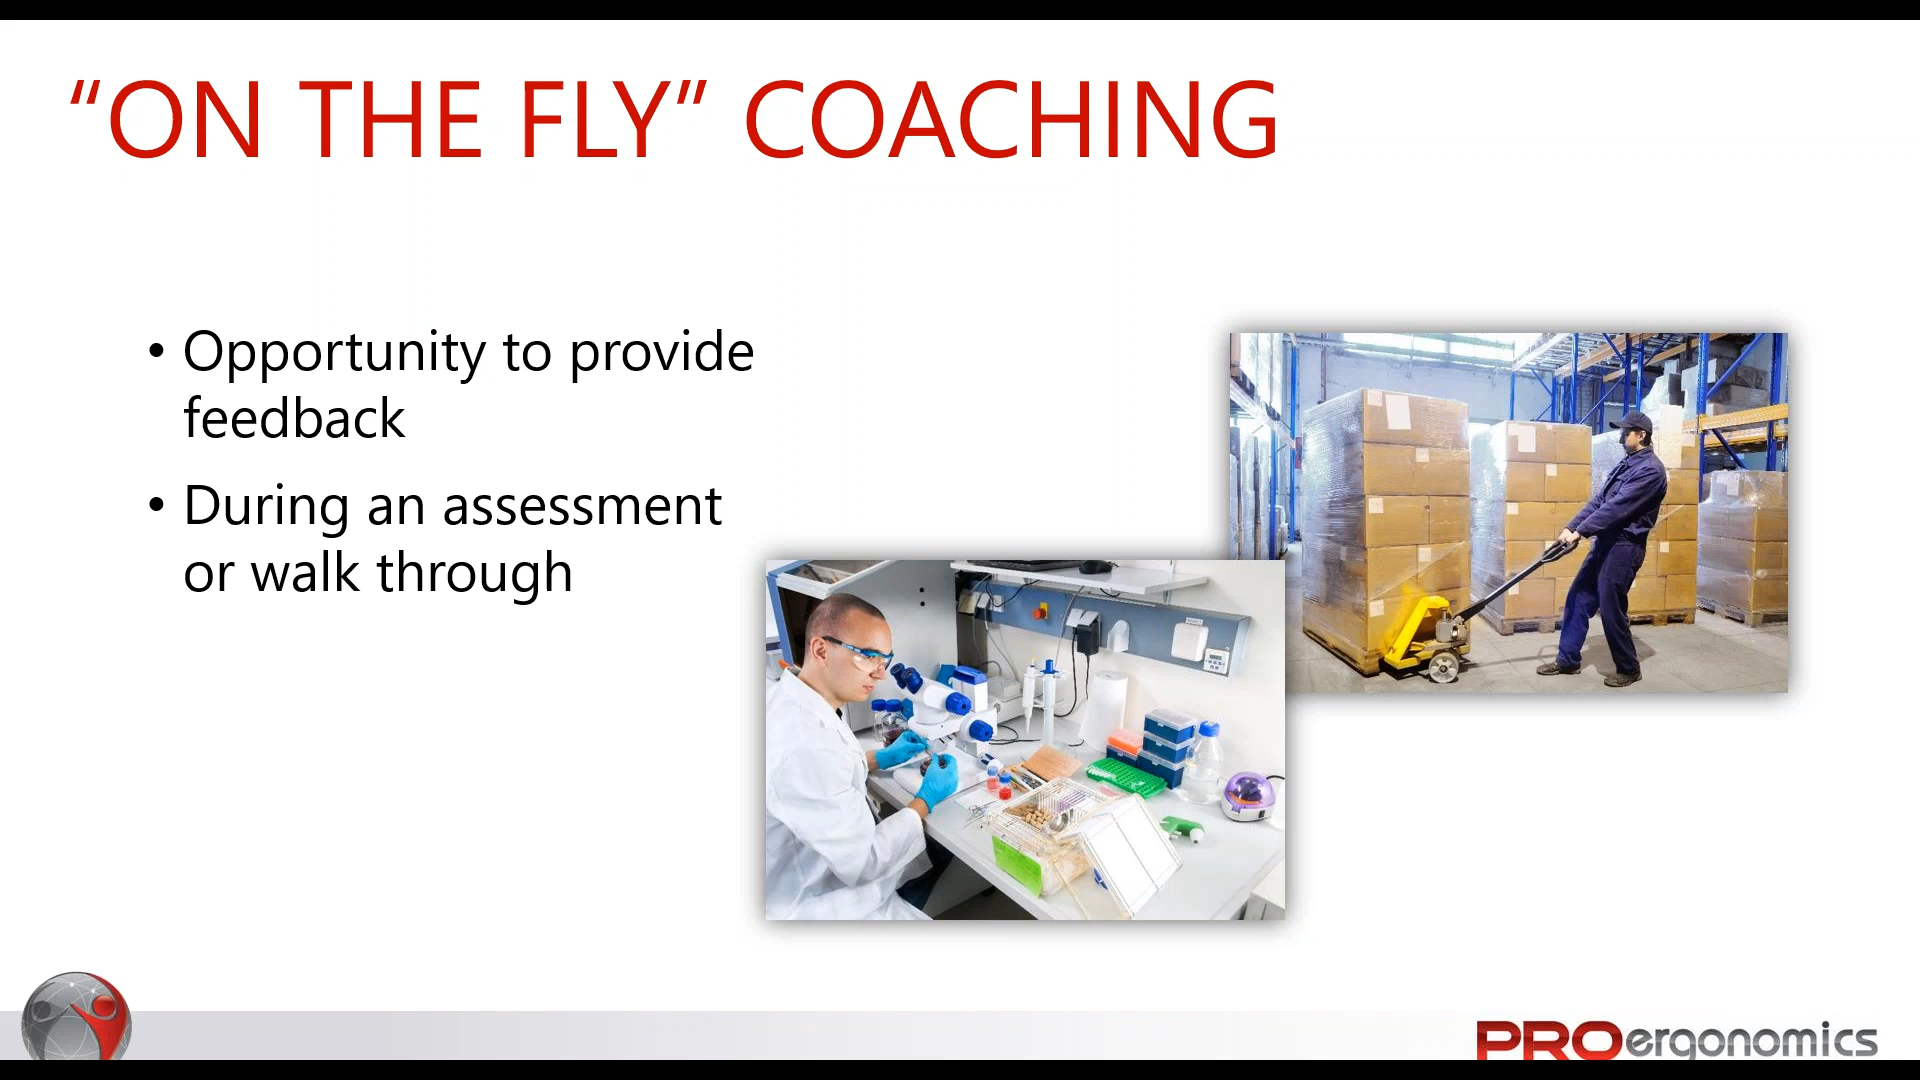 “ON THE FLY” COACHING
• Opportunity to provide
feedback
• During an assessment
or walk through
PROergonomics